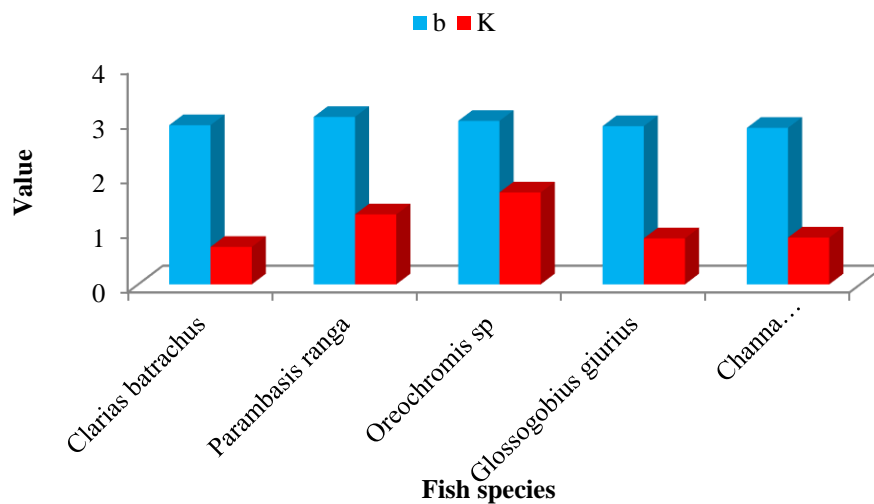 b K
4
3
2
1
0
Value
Clarias batrachus
Parambasis ranga
Oreochromis sp
Glossogobius giurius
Channa…
Fish species